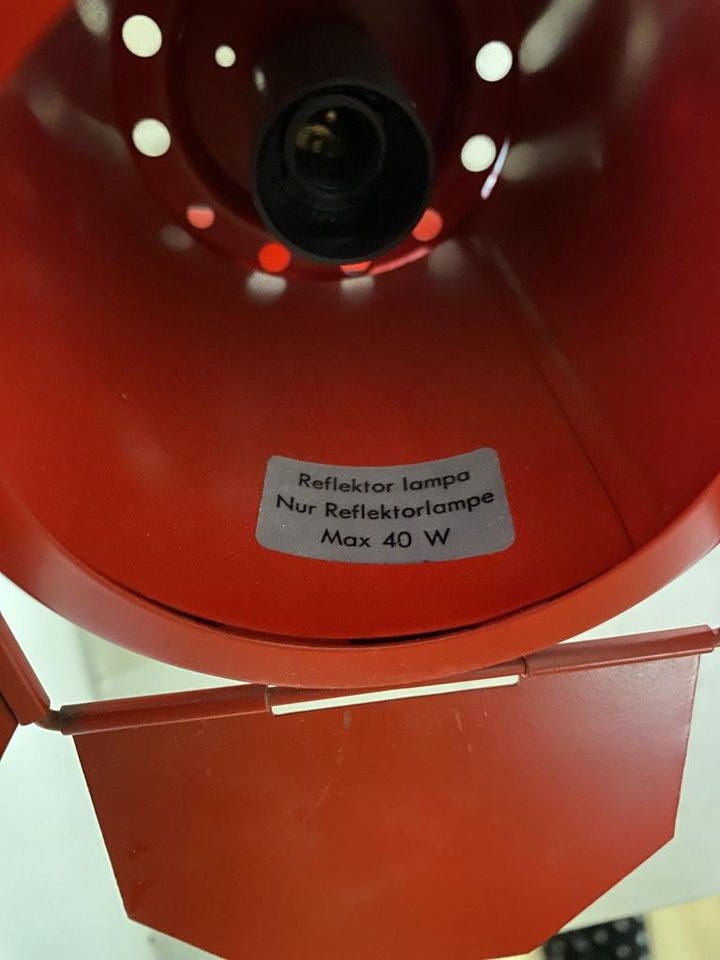 Reflektor lampa
Nur Reflektorlampe
Max 40 W